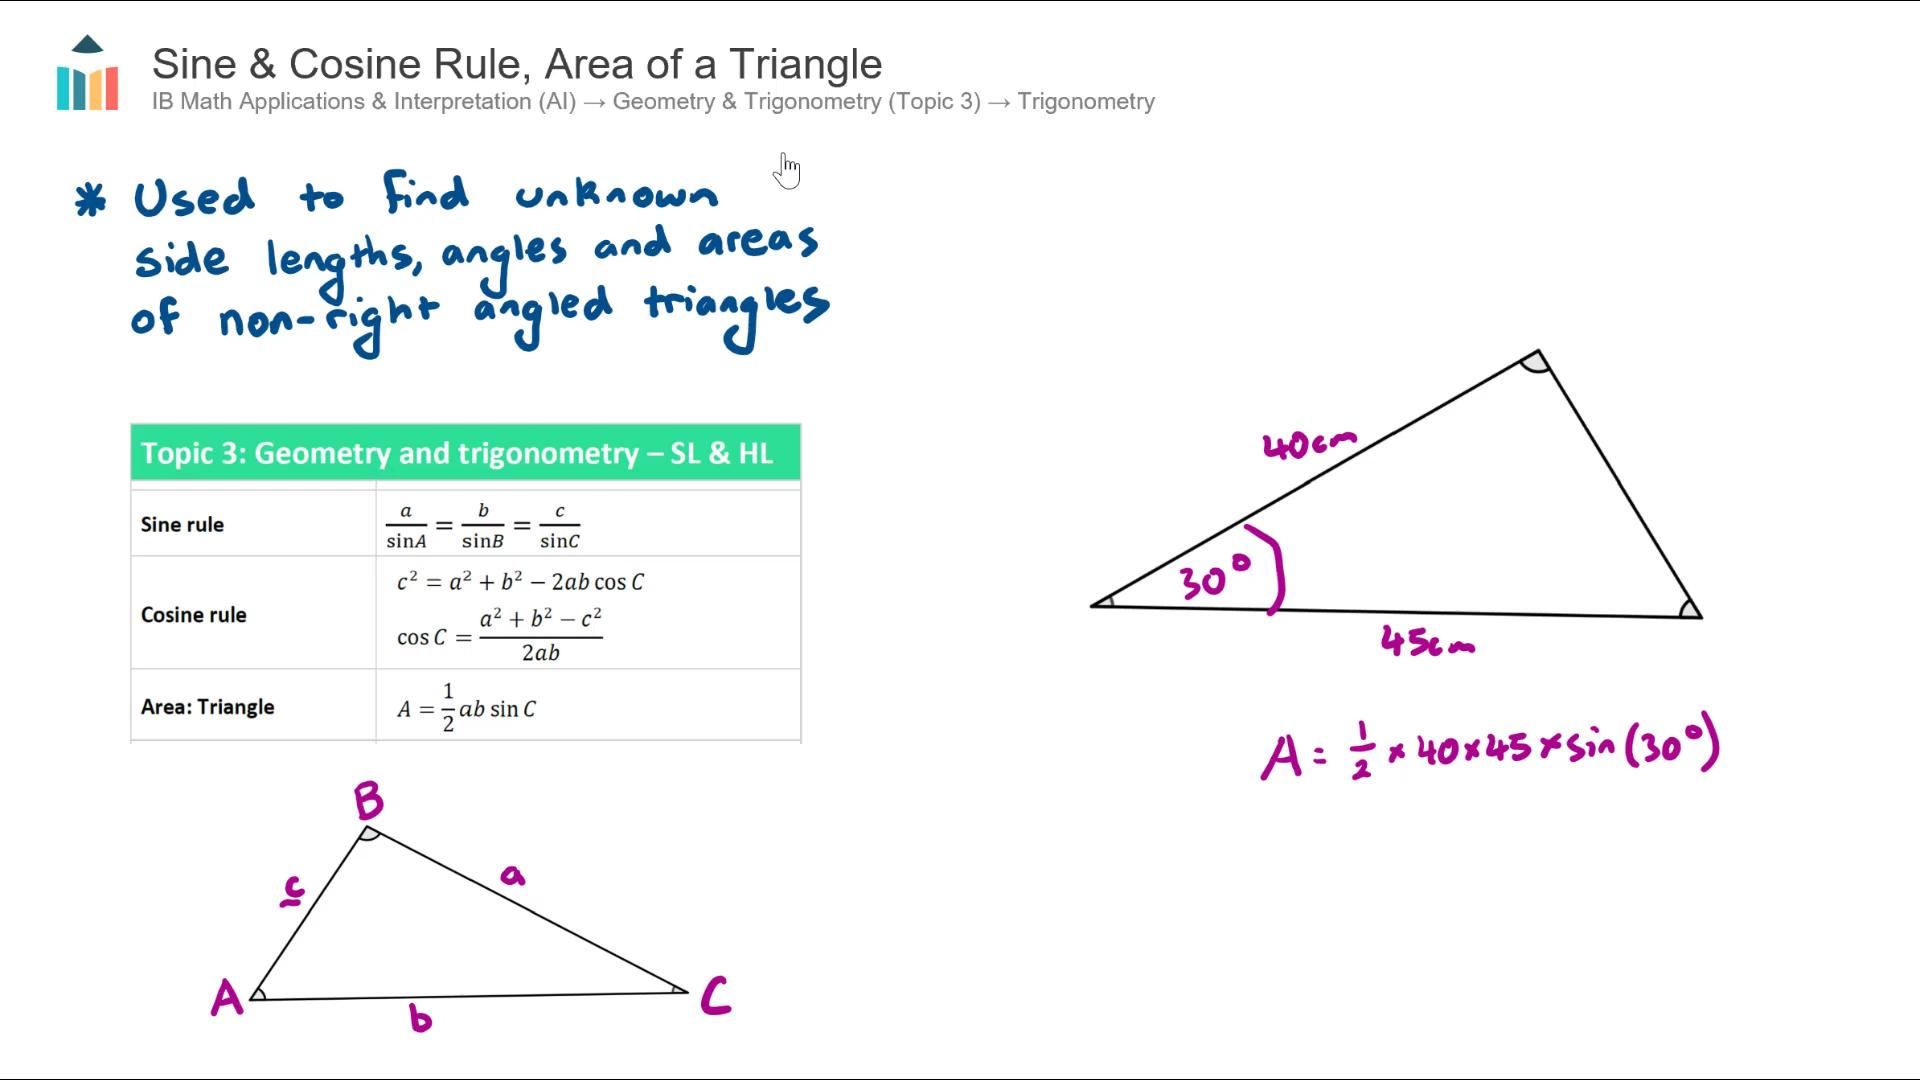 Sine & Cosine Rule, Area of a Triangle
IB Math Applications & Interpretation (AI) → Geometry & Trigonometry (Topic 3) → Trigonometry
* Used to find unknown
side lengths, angles and areas
of non-right angled triangles
Topic 3: Geometry and trigonometry – SL & HL
Sine rule a/sinA = b/sinB = c/sinC
Cosine rule
c² = a² + b² − 2ab cos C
cos C = (a² + b² − c²)/2ab
Area: Triangle A = 1/2 ab sin C
B
c
a
A
b
C
40cm
30°
45cm
A = 1/2 × 40 × 45 × sin(30°)